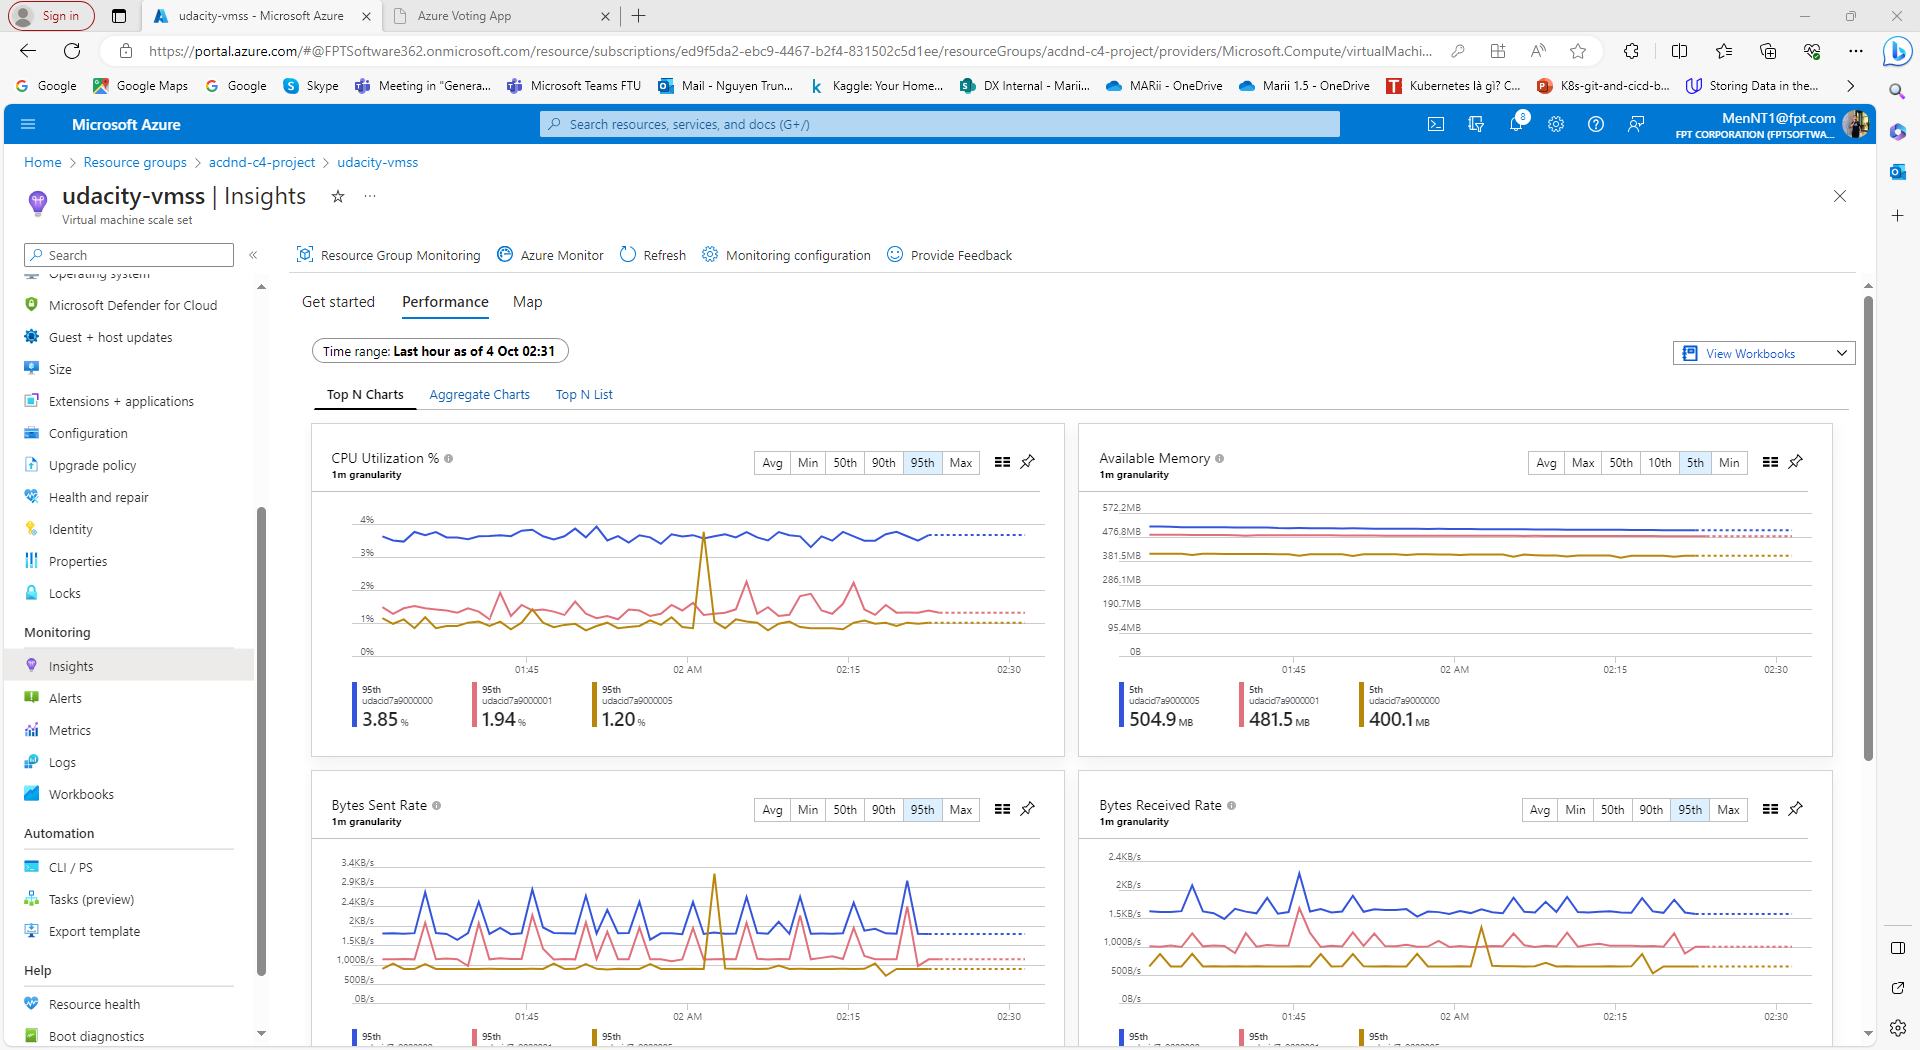 Sign in
udacity-vmss - Microsoft Azure
Azure Voting App
https://portal.azure.com/#@FPTSoftware362.onmicrosoft.com/resource/subscriptions/ed9f5da2-ebc9-4467-b2f4-831502c5d1ee/resourceGroups/acdnd-c4-project/providers/Microsoft.Compute/virtualMachi...
Google
Google Maps
Google
Skype
Meeting in "Genera...
Microsoft Teams FTU
Mail - Nguyen Trun...
Kaggle: Your Home...
DX Internal - Marii...
MARii - OneDrive
Marii 1.5 - OneDrive
Kubernetes là gì? C...
K8s-git-and-cicd-b...
Storing Data in the...
Microsoft Azure
Search resources, services, and docs (G+/)
8
MenNT1@fpt.com
FPT CORPORATION (FPTSOFTWA...
Home > Resource groups > acdnd-c4-project > udacity-vmss
udacity-vmss | Insights
Virtual machine scale set
Search
Operating system
Microsoft Defender for Cloud
Guest + host updates
Size
Extensions + applications
Configuration
Upgrade policy
Health and repair
Identity
Properties
Locks
Monitoring
Insights
Alerts
Metrics
Logs
Workbooks
Automation
CLI / PS
Tasks (preview)
Export template
Help
Resource health
Boot diagnostics
Resource Group Monitoring
Azure Monitor
Refresh
Monitoring configuration
Provide Feedback
Get started
Performance
Map
Time range: Last hour as of 4 Oct 02:31
View Workbooks
Top N Charts
Aggregate Charts
Top N List
CPU Utilization %
1m granularity
Avg Min 50th 90th 95th Max
4%
3%
2%
1%
0%
01:45 02 AM 02:15 02:30
95th
udacid7a9000000
3.85 %
95th
udacid7a9000001
1.94 %
95th
udacid7a9000005
1.20 %
Available Memory
1m granularity
Avg Max 50th 10th 5th Min
572.2MB
476.8MB
381.5MB
286.1MB
190.7MB
95.4MB
0B
01:45 02 AM 02:15 02:30
5th
udacid7a9000005
504.9 MB
5th
udacid7a9000001
481.5 MB
5th
udacid7a9000000
400.1 MB
Bytes Sent Rate
1m granularity
Avg Min 50th 90th 95th Max
3.4KB/s
2.9KB/s
2.4KB/s
2KB/s
1.5KB/s
1,000B/s
500B/s
0B/s
01:45 02 AM 02:15 02:30
95th
95th
95th
Bytes Received Rate
1m granularity
Avg Min 50th 90th 95th Max
2.4KB/s
2KB/s
1.5KB/s
1,000B/s
500B/s
0B/s
01:45 02 AM 02:15 02:30
95th
95th
95th